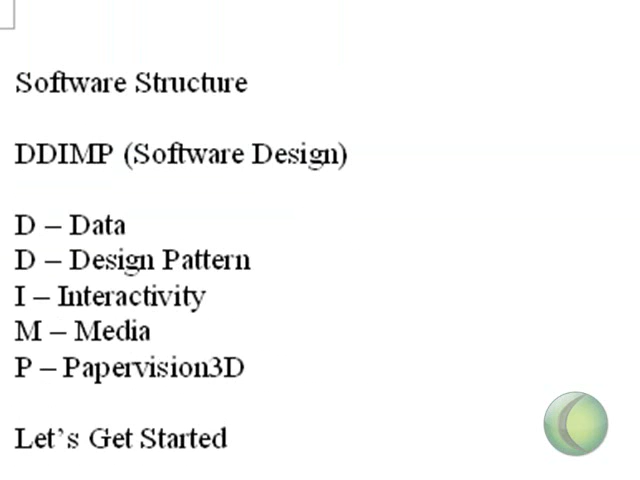 Software Structure
DDIMP (Software Design)
D – Data
D – Design Pattern
I – Interactivity
M – Media
P – Papervision3D
Let's Get Started